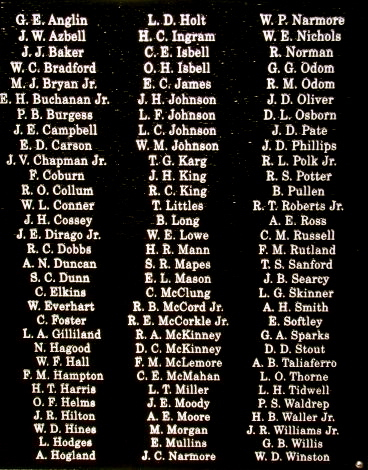 G. E. Anglin
J. W. Azbell
J. J. Baker
W. C. Bradford
M. J. Bryan Jr.
E. H. Buchanan Jr.
P. B. Burgess
J. E. Campbell
E. D. Carson
J. V. Chapman Jr.
F. Coburn
R. O. Collum
W. L. Conner
J. H. Cossey
J. E. Dirago Jr.
R. C. Dobbs
A. N. Duncan
S. C. Dunn
C. Elkins
W. Everhart
C. Foster
L. A. Gilliland
N. Hagood
W. F. Hall
F. M. Hampton
H. T. Harris
O. F. Helms
J. R. Hilton
W. D. Hines
L. Hodges
A. Hogland
L. D. Holt
H. C. Ingram
C. E. Isbell
O. H. Isbell
E. C. James
J. H. Johnson
L. F. Johnson
L. C. Johnson
W. M. Johnson
T. G. Karg
J. H. King
R. C. King
T. Littles
B. Long
W. E. Lowe
H. R. Mann
S. R. Mapes
E. L. Mason
C. McClung
R. B. McCord Jr.
R. E. McCorkle Jr.
R. A. McKinney
D. C. McKinney
F. M. McLemore
C. E. McMahan
L. T. Miller
J. E. Moody
A. E. Moore
M. Morgan
E. Mullins
J. C. Narmore
W. P. Narmore
W. E. Nichols
R. Norman
G. G. Odom
R. M. Odom
J. D. Oliver
D. L. Osborn
J. D. Pate
J. D. Phillips
R. L. Polk Jr.
R. S. Potter
B. Pullen
R. T. Roberts Jr.
A. E. Ross
C. M. Russell
F. M. Rutland
T. S. Sanford
J. B. Searcy
L. G. Skinner
A. H. Smith
E. Softley
G. A. Sparks
D. D. Stout
A. B. Taliaferro
L. O. Thorne
L. H. Tidwell
P. S. Waldrep
H. B. Waller Jr.
J. R. Williams Jr.
G. B. Willis
W. D. Winston